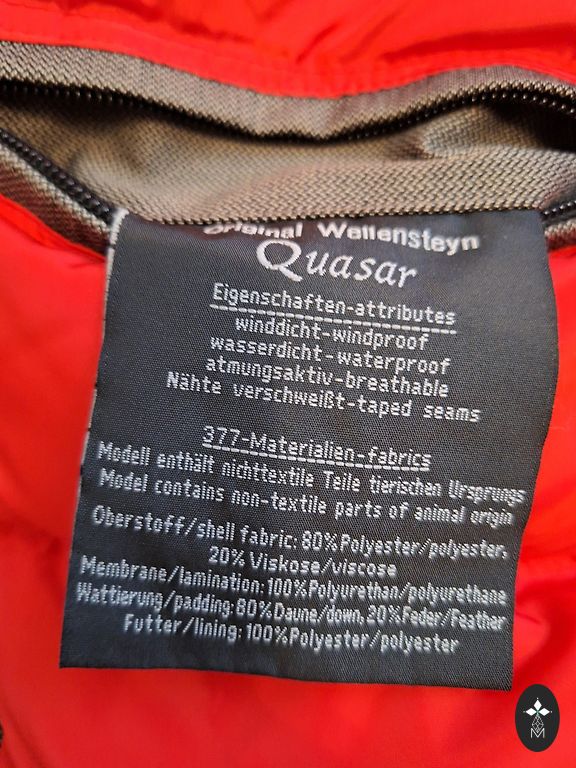 Original Wellensteyn
Quasar
Eigenschaften-attributes
winddicht-windproof
wasserdicht-waterproof
atmungsaktiv-breathable
Nähte verschweißt-taped seams
377-Materialien-fabrics
Modell enthält nichttextile Teile tierischen Ursprungs
Model contains non-textile parts of animal origin
Oberstoff/shell fabric: 80%Polyester/polyester,
20%Viskose/viscose
Membrane/lamination:100%Polyurethan/polyurethane
Wattierung/padding:80%Daune/down, 20%Feder/Feather
Futter/lining:100%Polyester/polyester
M